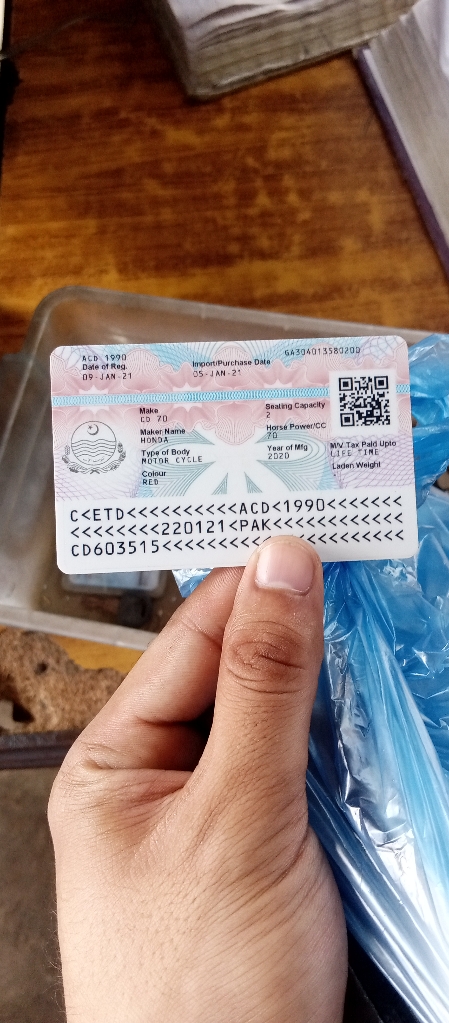 ACD 1990
Date of Reg.
09-JAN-21
Import/Purchase Date
05-JAN-21
GA304013580200
Make
CD 70
Maker Name
HONDA
Type of Body
MOTOR CYCLE
Colour
RED
Seating Capacity
2
Horse Power/CC
70
Year of Mfg
2020
M/V Tax Paid Upto
LIFE TIME
Laden Weight
C<ETD<<<<<<<<<<ACD<1990<<<<<<<
<<<<<<<<220121<PAK<<<<<<<<<<<<
CD603515<<<<<<<<<<<<<<<<<<<<<<